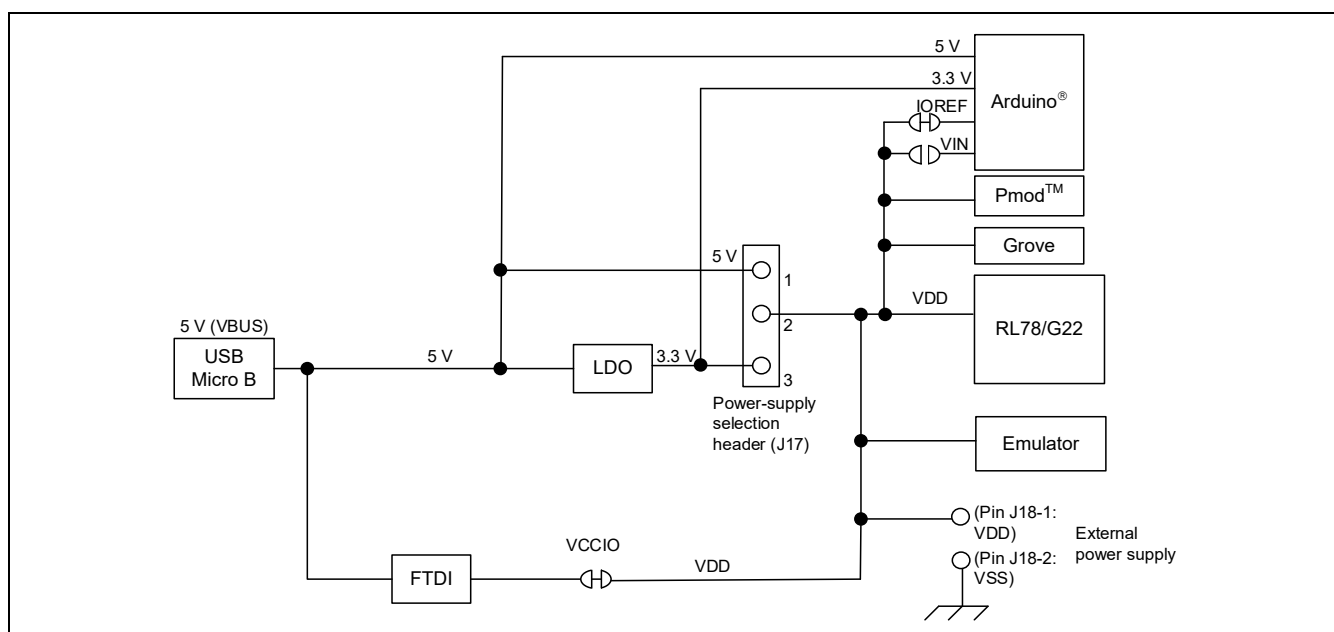 5 V
3.3 V
Arduino®
IOREF
VIN
Pmod™
Grove
5 V
1
VDD
RL78/G22
2
5 V (VBUS)
USB
Micro B
5 V
LDO
3.3 V
3
Power-supply
selection
header (J17)
Emulator
(Pin J18-1:
VDD)
External
power supply
(Pin J18-2:
VSS)
VCCIO
FTDI
VDD